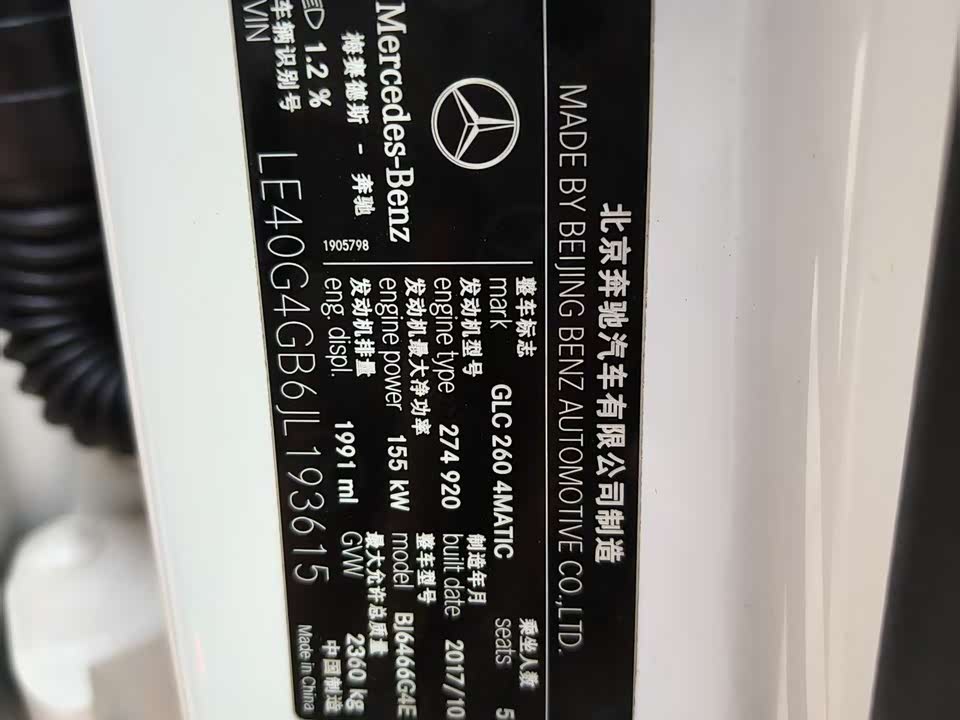 北京奔驰汽车有限公司制造
MADE BY BEIJING BENZ AUTOMOTIVE CO.,LTD.
Mercedes-Benz
梅赛德斯 - 奔驰
1905798
整车标志
mark GLC 260 4MATIC
乘坐人数
seats 5
发动机型号
engine type 274 920
制造年月
built date 2017/10
发动机最大净功率
engine power 155 kW
整车型号
model BJ6466G4E
发动机排量
eng. displ. 1991 ml
最大允许总质量
GVW 2360 kg
1.2 %
车辆识别号
VIN LE40G4GB6JL193615
中国制造
Made in China